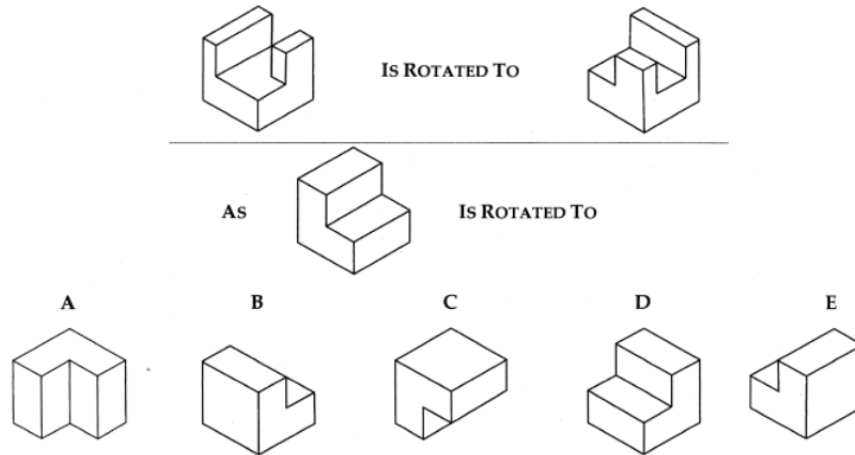 IS ROTATED TO
AS IS ROTATED TO
A B C D E